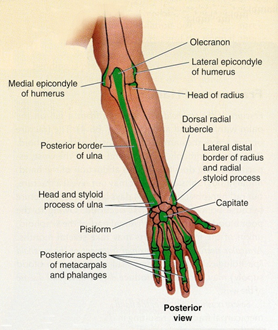 Olecranon
Lateral epicondyle
of humerus
Medial epicondyle
of humerus
Head of radius
Dorsal radial
tubercle
Posterior border
of ulna
Lateral distal
border of radius
and radial
styloid process
Head and styloid
process of ulna
Capitate
Pisiform
Posterior aspects
of metacarpals
and phalanges
Posterior
view